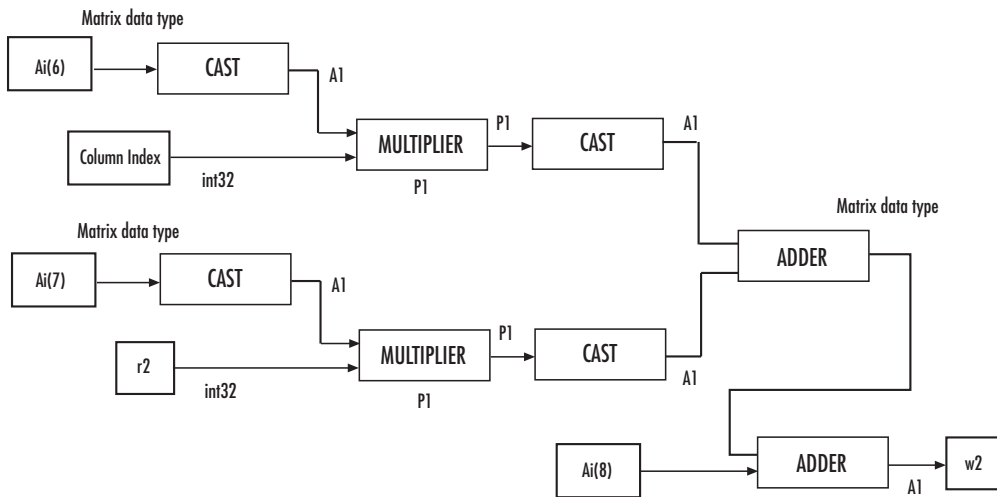 Matrix data type
Ai(6)
CAST
A1
Column Index
int32
MULTIPLIER
P1
P1
CAST
A1
Matrix data type
Matrix data type
Ai(7)
CAST
A1
r2
int32
MULTIPLIER
P1
P1
CAST
A1
ADDER
Ai(8)
ADDER
A1
w2